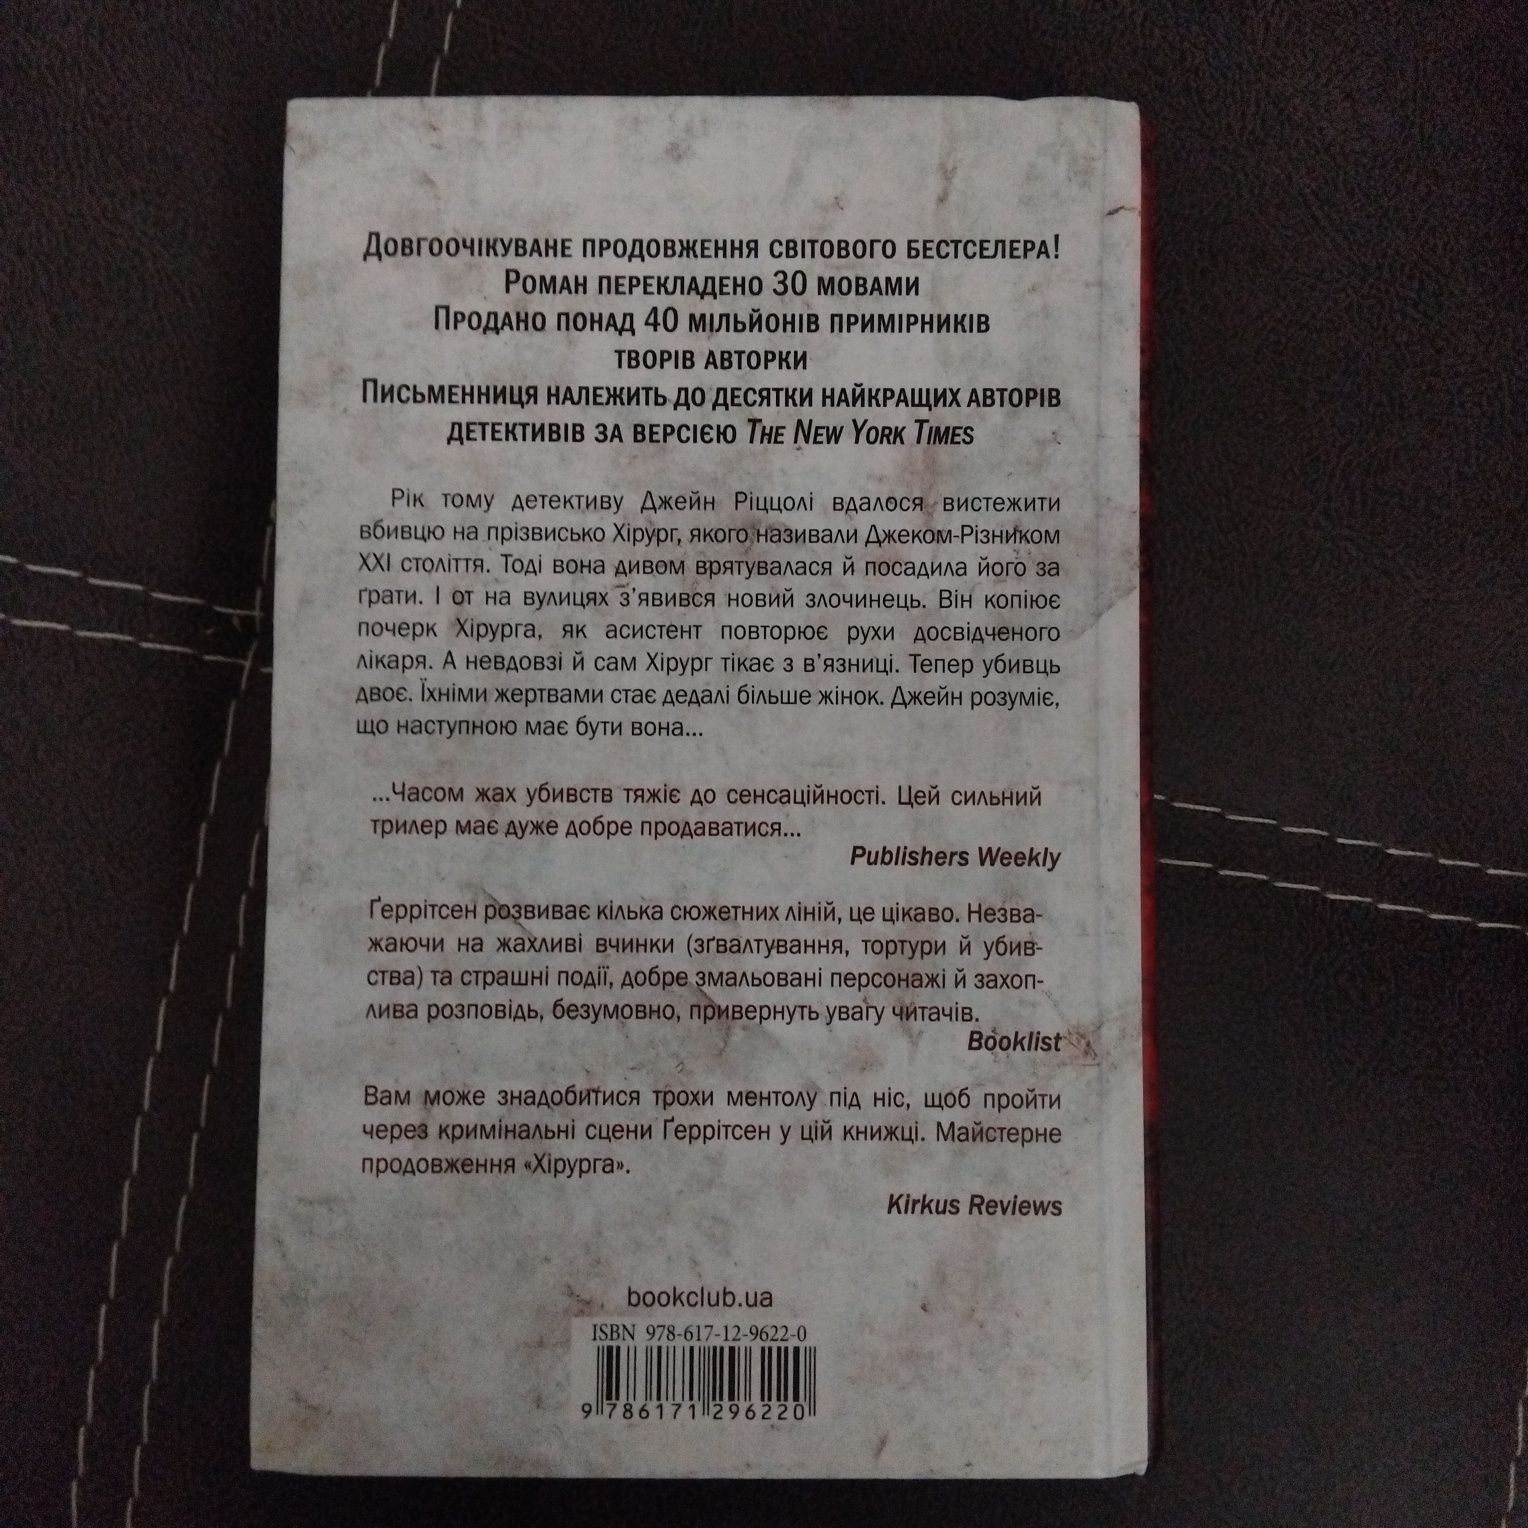 Довгоочікуване продовження світового бестселера!
Роман перекладено 30 мовами
Продано понад 40 мільйонів примірників
творів авторки
Письменниця належить до десятки найкращих авторів
детективів за версією The New York Times
Рік тому детективу Джейн Ріццолі вдалося вистежити
вбивцю на прізвисько Хірург, якого називали Джеком-Різником
XXI століття. Тоді вона дивом врятувалася й посадила його за
ґрати. І от на вулицях з’явився новий злочинець. Він копіює
почерк Хірурга, як асистент повторює рухи досвідченого
лікаря. А невдовзі й сам Хірург тікає з в’язниці. Тепер убивць
двоє. Їхніми жертвами стає дедалі більше жінок. Джейн розуміє,
що наступною має бути вона...
...Часом жах убивств тяжіє до сенсаційності. Цей сильний
трилер має дуже добре продаватися...
Publishers Weekly
Ґеррітсен розвиває кілька сюжетних ліній, це цікаво. Незва-
жаючи на жахливі вчинки (зґвалтування, тортури й убив-
ства) та страшні події, добре змальовані персонажі й захоп-
лива розповідь, безумовно, привернуть увагу читачів.
Booklist
Вам може знадобитися трохи ментолу під ніс, щоб пройти
через кримінальні сцени Ґеррітсен у цій книжці. Майстерне
продовження «Хірурга».
Kirkus Reviews
bookclub.ua
ISBN 978-617-12-9622-0
9 786171 296220